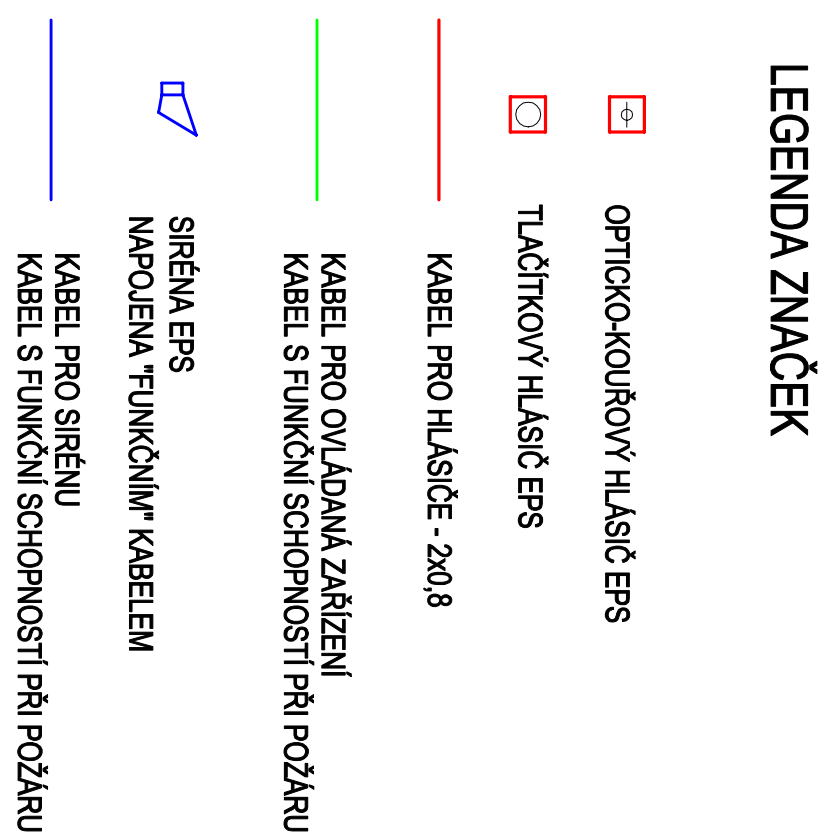 LEGENDA ZNAČEK
OPTICKO-KOUŘOVÝ HLÁSIČ EPS
TLAČÍTKOVÝ HLÁSIČ EPS
KABEL PRO HLÁSIČE - 2x0,8
KABEL PRO OVLÁDANÁ ZAŘÍZENÍ
KABEL S FUNKČNÍ SCHOPNOSTÍ PŘI POŽÁRU
SIRÉNA EPS
NAPOJENA "FUNKČNÍM" KABELEM
KABEL PRO SIRÉNU
KABEL S FUNKČNÍ SCHOPNOSTÍ PŘI POŽÁRU